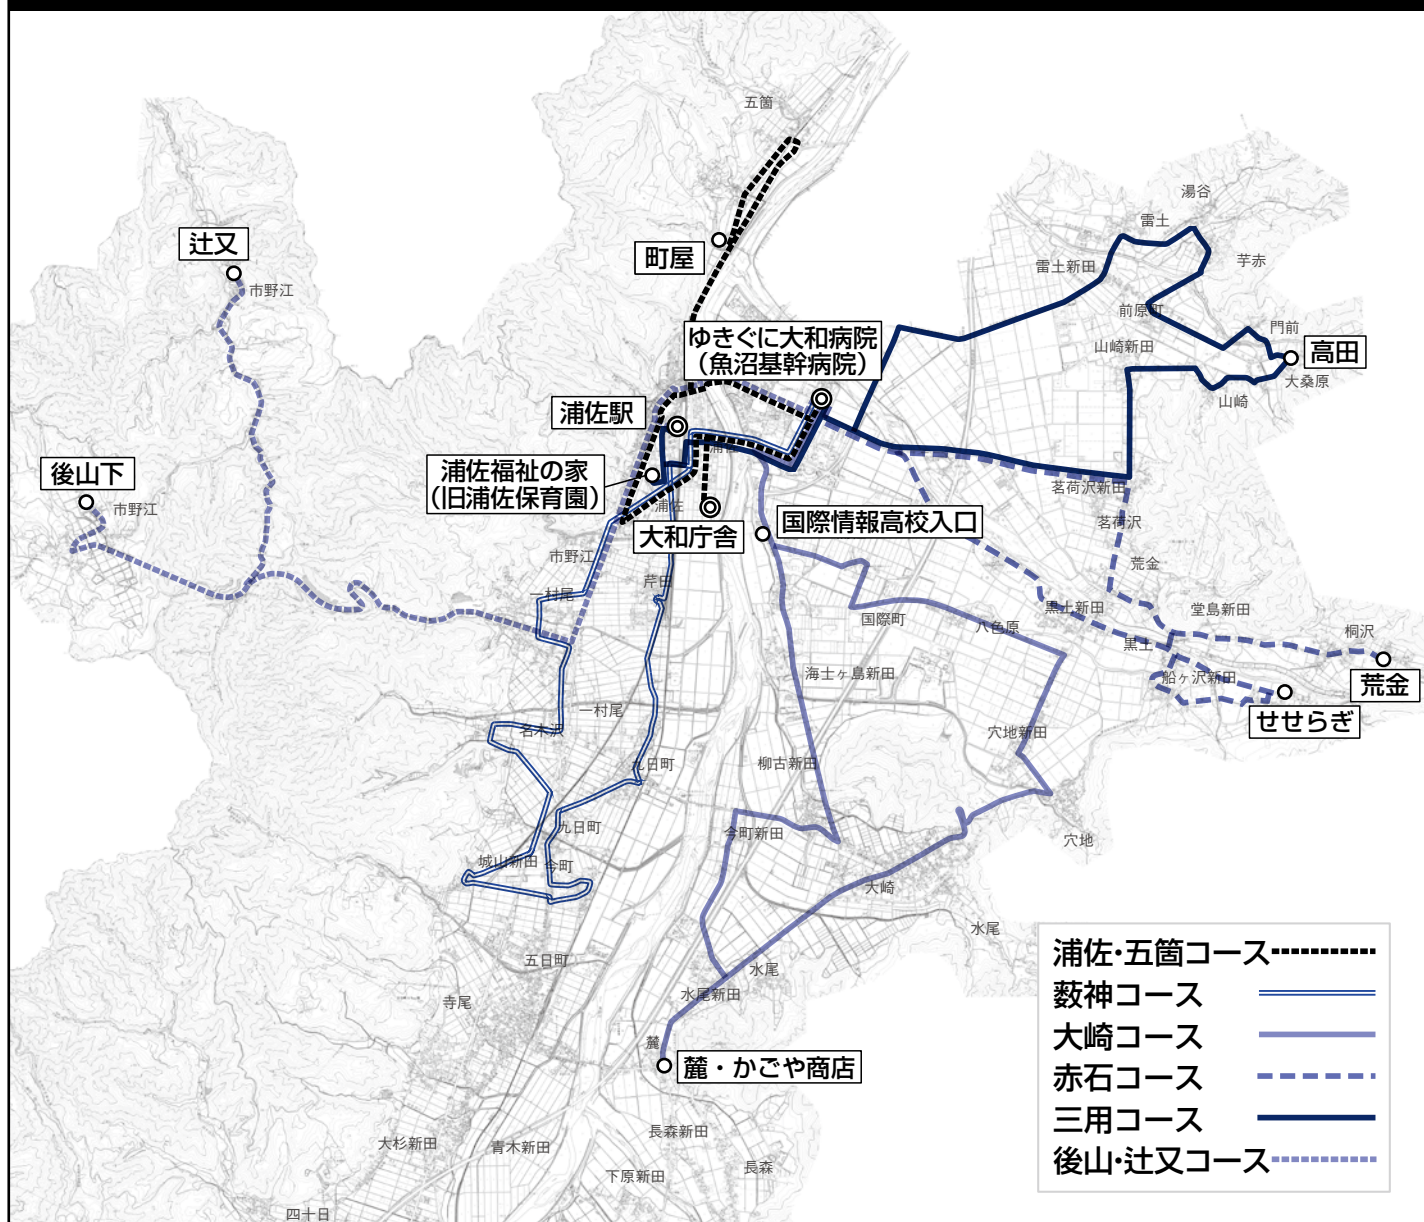 五箇
湯谷
雷土
辻又
町屋
芋赤
雷土新田
市野江
前原町
門前
ゆきぐに大和病院
（魚沼基幹病院）
山崎新田
高田
大桑原
山崎
浦佐駅
浦佐
後山下
浦佐福祉の家
（旧浦佐保育園）
市野江
茗荷沢新田
浦佐
大和庁舎
国際情報高校入口
茗荷沢
市野江
荒金
芹田
一村尾
黒土新田
堂島新田
国際町
八色原
桐沢
黒土
海士ヶ島新田
船ヶ沢新田
荒金
せせらぎ
一村尾
名木沢
穴地新田
九日町
柳古新田
九日町
今町新田
穴地
城山新田
今町
大崎
水尾
五日町
水尾
水尾新田
寺尾
麓
麓・かごや商店
長森新田
大杉新田
青木新田
長森
下原新田
四十日
浦佐・五箇コース
薮神コース
大崎コース
赤石コース
三用コース
後山・辻又コース